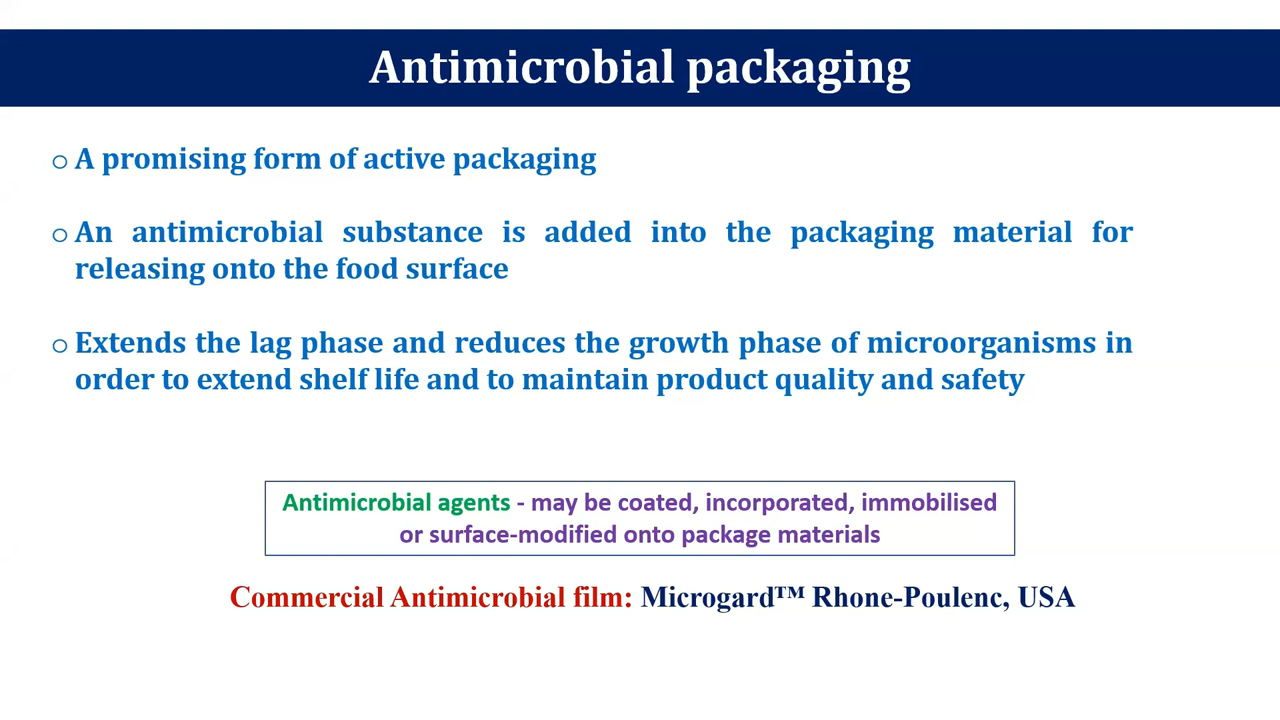 Antimicrobial packaging
o A promising form of active packaging
o An antimicrobial substance is added into the packaging material for
releasing onto the food surface
o Extends the lag phase and reduces the growth phase of microorganisms in
order to extend shelf life and to maintain product quality and safety
Antimicrobial agents - may be coated, incorporated, immobilised
or surface-modified onto package materials
Commercial Antimicrobial film: Microgard™ Rhone-Poulenc, USA